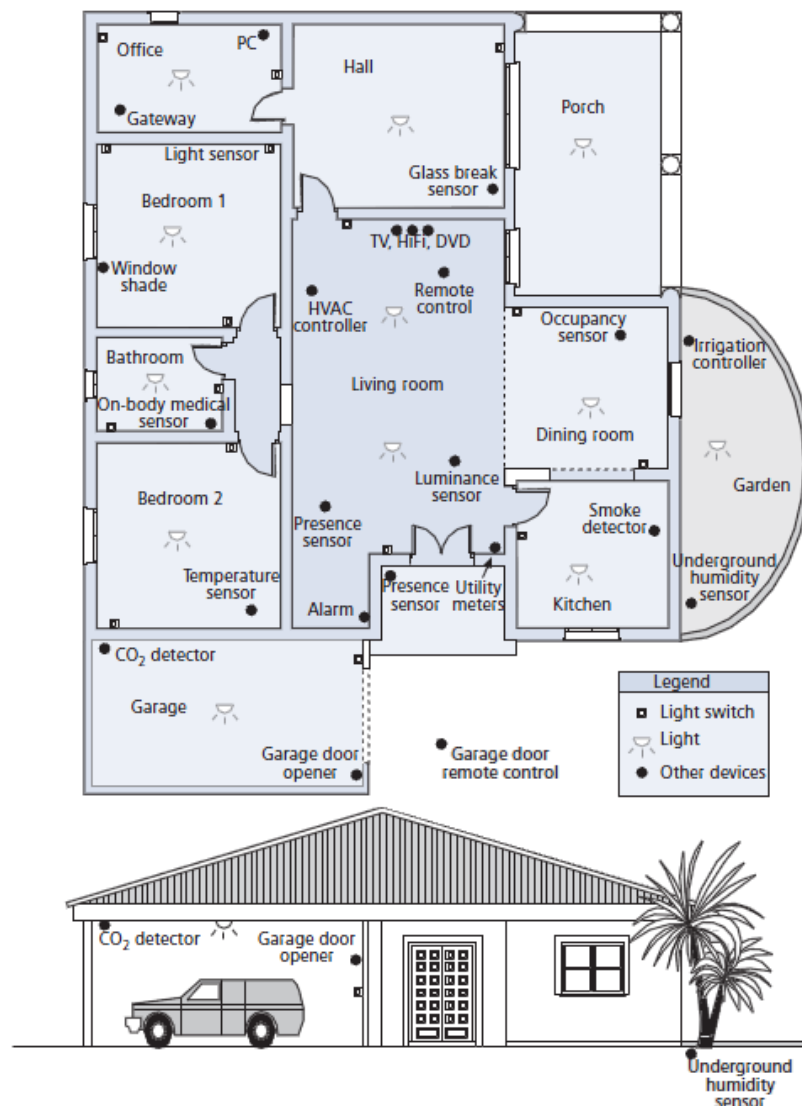 Office
PC
Gateway
Hall
Porch
Light sensor
Glass break
sensor
Bedroom 1
TV, HiFi, DVD
Window
shade
HVAC
controller
Remote
control
Occupancy
sensor
Irrigation
controller
Bathroom
On-body medical
sensor
Living room
Dining room
Luminance
sensor
Garden
Bedroom 2
Presence
sensor
Smoke
detector
Temperature
sensor
Alarm
Presence
sensor
Utility
meters
Kitchen
Underground
humidity
sensor
CO2 detector
Garage
Garage door
opener
Garage door
remote control
Legend
Light switch
Light
Other devices
CO2 detector
Garage door
opener
Underground
humidity
sensor